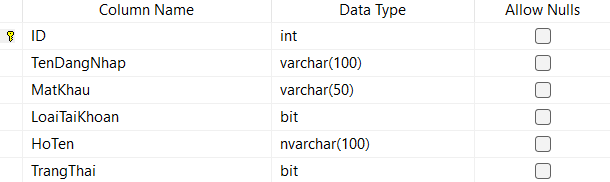 Column Name Data Type Allow Nulls
ID int
TenDangNhap varchar(100)
MatKhau varchar(50)
LoaiTaiKhoan bit
HoTen nvarchar(100)
TrangThai bit